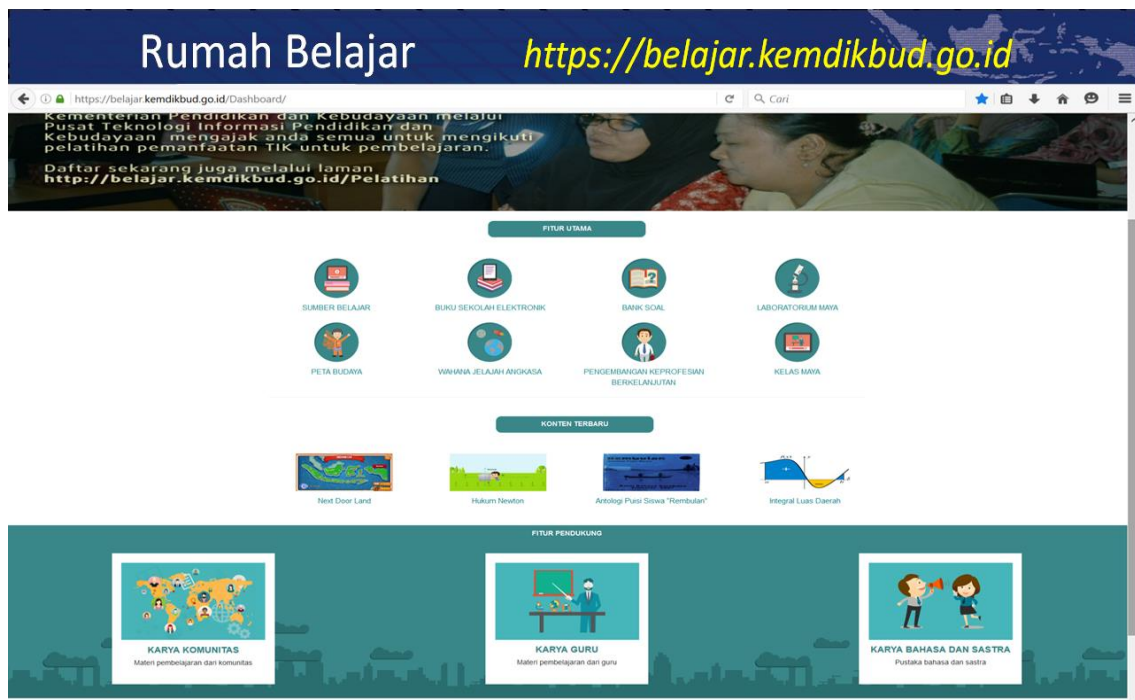 Rumah Belajar https://belajar.kemdikbud.go.id
https://belajar.kemdikbud.go.id/Dashboard/ Cari
Kementerian Pendidikan dan Kebudayaan melalui
Pusat Teknologi Informasi Pendidikan dan
Kebudayaan mengajak anda semua untuk mengikuti
pelatihan pemanfaatan TIK untuk pembelajaran.
Daftar sekarang juga melalui laman
http://belajar.kemdikbud.go.id/Pelatihan
FITUR UTAMA
SUMBER BELAJAR BUKU SEKOLAH ELEKTRONIK BANK SOAL LABORATORIUM MAYA
PETA BUDAYA WAHANA JELAJAH ANGKASA PENGEMBANGAN KEPROFESIAN KELAS MAYA
BERKELANJUTAN
KONTEN TERBARU
Next Door Land Hukum Newton Antologi Puisi Siswa "Rembulan" Integral Luas Daerah
FITUR PENDUKUNG
KARYA KOMUNITAS KARYA GURU KARYA BAHASA DAN SASTRA
Materi pembelajaran dari komunitas Materi pembelajaran dari guru Pustaka bahasa dan sastra